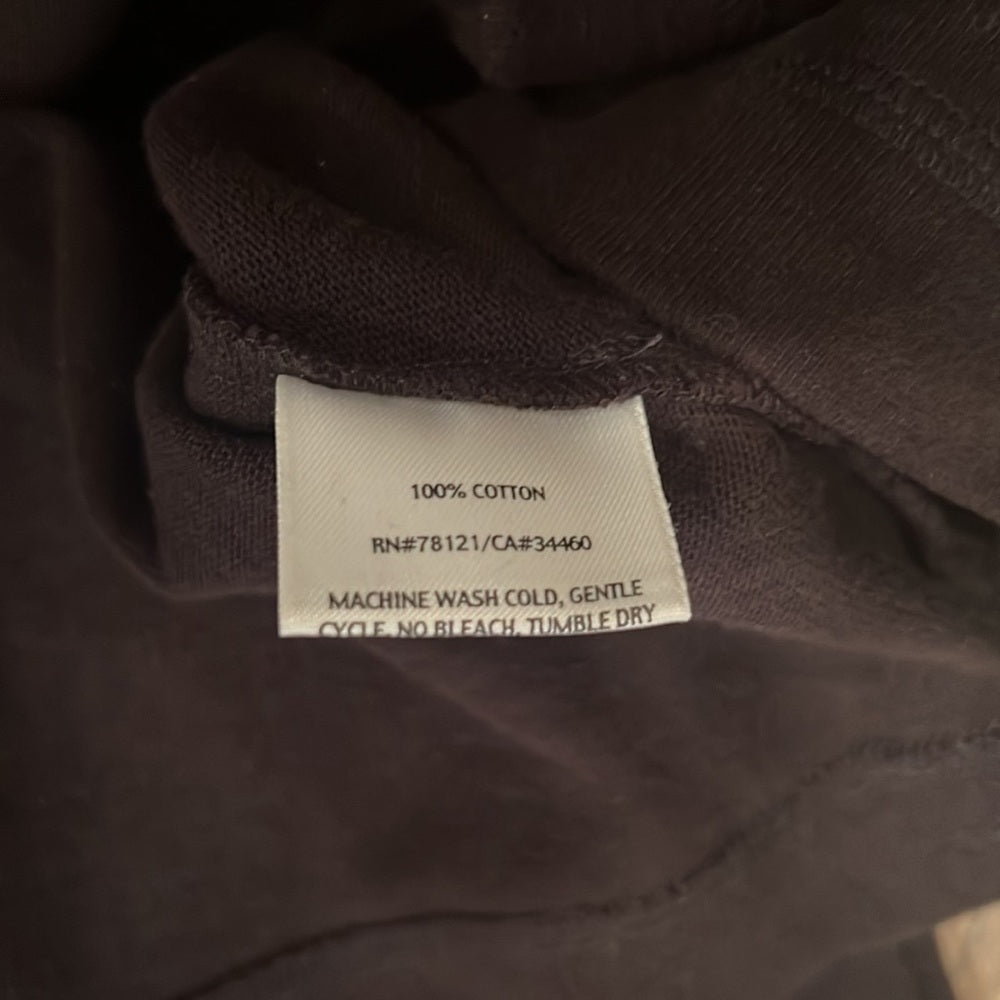 100% COTTON
RN#78121/CA#34460
MACHINE WASH COLD, GENTLE
CYCLE, NO BLEACH, TUMBLE DRY